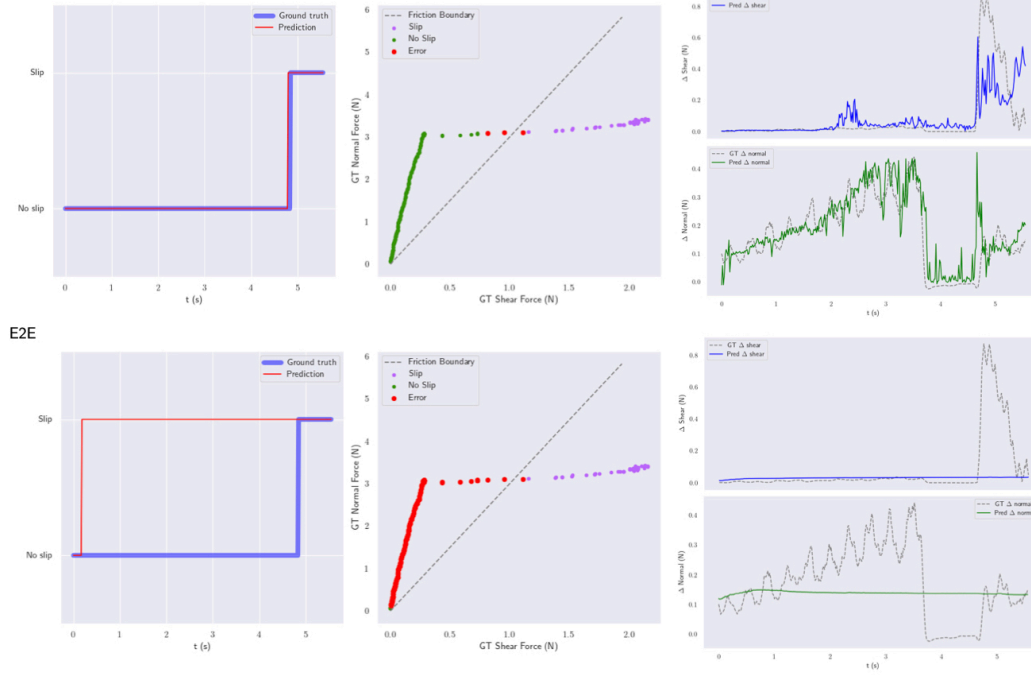 Ground truth
Prediction
Slip
No slip
0 1 2 3 4 5
t (s)
6
5
4
3
2
1
0
GT Normal Force (N)
Friction Boundary
Slip
No Slip
Error
0.0 0.5 1.0 1.5 2.0
GT Shear Force (N)
0.8
0.6
0.4
0.2
0.0
Δ Shear (N)
Pred Δ shear
0.4
0.3
0.2
0.1
0.0
Δ Normal (N)
GT Δ normal
Pred Δ normal
0 1 2 3 4 5
t (s)
E2E
Ground truth
Prediction
Slip
No slip
0 1 2 3 4 5
t (s)
6
5
4
3
2
1
0
GT Normal Force (N)
Friction Boundary
Slip
No Slip
Error
0.0 0.5 1.0 1.5 2.0
GT Shear Force (N)
GT Δ shear
Pred Δ shear
0.8
0.6
0.4
0.2
0.0
Δ Shear (N)
GT Δ norma
Pred Δ norm
0.4
0.3
0.2
0.1
0.0
Δ Normal (N)
0 1 2 3 4 5
t (s)